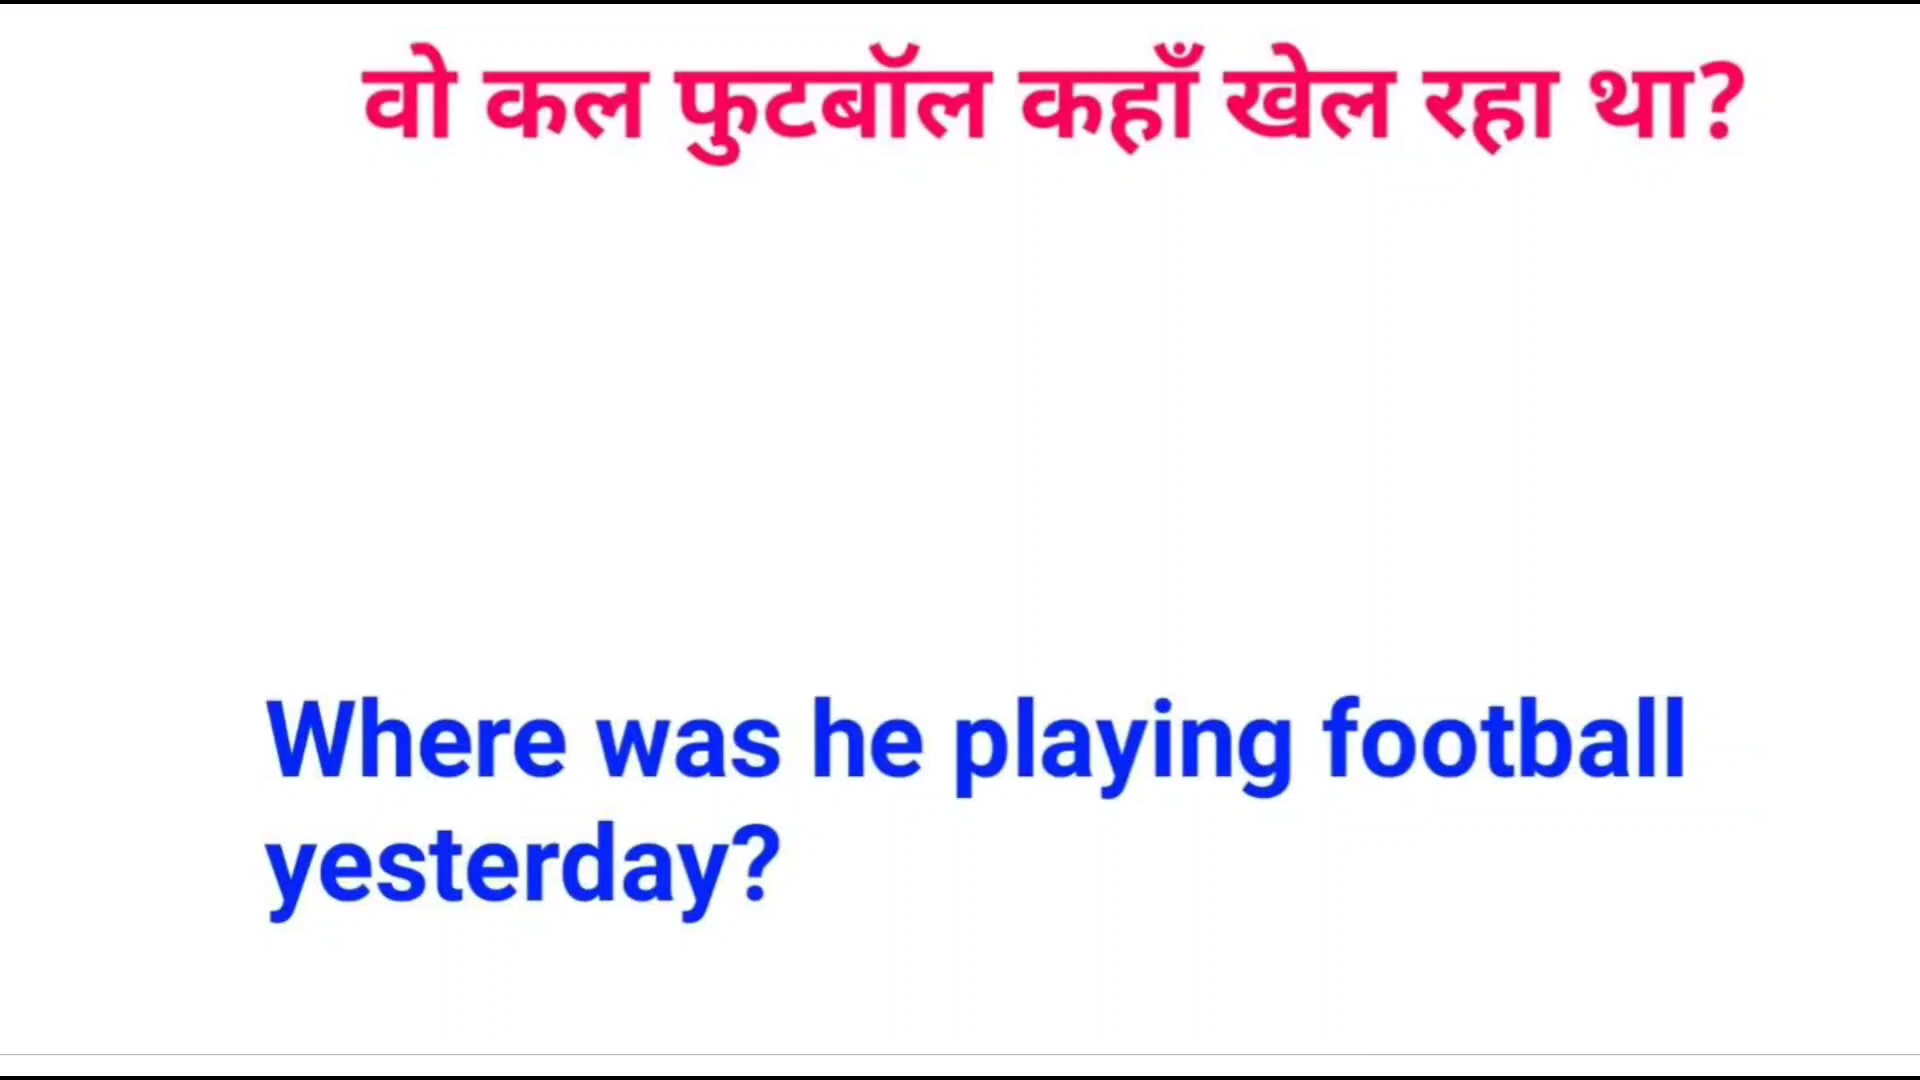 वो कल फुटबॉल कहाँ खेल रहा था?
Where was he playing football
yesterday?